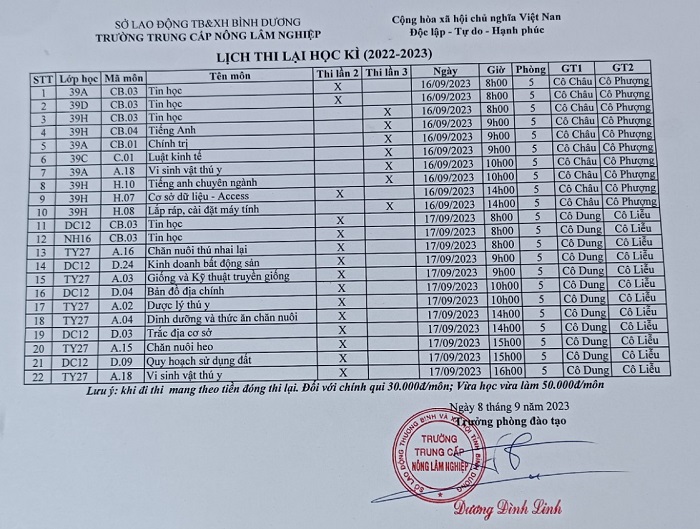 SỞ LAO ĐỘNG TB&XH BÌNH DƯƠNG
TRƯỜNG TRUNG CẤP NÔNG LÂM NGHIỆP
Cộng hòa xã hội chủ nghĩa Việt Nam
Độc lập - Tự do - Hạnh phúc
LỊCH THI LẠI HỌC KÌ (2022-2023)
STT Lớp học Mã môn Tên môn Thi lần 2 Thi lần 3 Ngày Giờ Phòng GT1 GT2
1 39A CB.03 Tin học X 16/09/2023 8h00 5 Cô Châu Cô Phượng
2 39D CB.03 Tin học X 16/09/2023 8h00 5 Cô Châu Cô Phượng
3 39H CB.03 Tin học X 16/09/2023 8h00 5 Cô Châu Cô Phượng
4 39H CB.04 Tiếng Anh X 16/09/2023 9h00 5 Cô Châu Cô Phượng
5 39A CB.01 Chính trị X 16/09/2023 9h00 5 Cô Châu Cô Phượng
6 39C C.01 Luật kinh tế X 16/09/2023 9h00 5 Cô Châu Cô Phượng
7 39A A.18 Vi sinh vật thú y X 16/09/2023 10h00 5 Cô Châu Cô Phượng
8 39H H.10 Tiếng anh chuyên ngành X 16/09/2023 10h00 5 Cô Châu Cô Phượng
9 39H H.07 Cơ sở dữ liệu - Access X 16/09/2023 14h00 5 Cô Châu Cô Phượng
10 39H H.08 Lắp ráp, cài đặt máy tính X 16/09/2023 14h00 5 Cô Châu Cô Phượng
11 DC12 CB.03 Tin học X 17/09/2023 8h00 5 Cô Dung Cô Liễu
12 NH16 CB.03 Tin học X 17/09/2023 8h00 5 Cô Dung Cô Liễu
13 TY27 A.16 Chăn nuôi thú nhai lại X 17/09/2023 8h00 5 Cô Dung Cô Liễu
14 DC12 D.24 Kinh doanh bất động sản X 17/09/2023 9h00 5 Cô Dung Cô Liễu
15 TY27 A.03 Giống và Kỹ thuật truyền giống X 17/09/2023 9h00 5 Cô Dung Cô Liễu
16 DC12 D.04 Bản đồ địa chính X 17/09/2023 10h00 5 Cô Dung Cô Liễu
17 TY27 A.02 Dược lý thú y X 17/09/2023 10h00 5 Cô Dung Cô Liễu
18 TY27 A.04 Dinh dưỡng và thức ăn chăn nuôi X 17/09/2023 14h00 5 Cô Dung Cô Liễu
19 DC12 D.03 Trắc địa cơ sở X 17/09/2023 14h00 5 Cô Dung Cô Liễu
20 TY27 A.15 Chăn nuôi heo X 17/09/2023 15h00 5 Cô Dung Cô Liễu
21 DC12 D.09 Quy hoạch sử dụng đất X 17/09/2023 15h00 5 Cô Dung Cô Liễu
22 TY27 A.18 Vi sinh vật thú y X 17/09/2023 16h00 5 Cô Dung Cô Liễu
Lưu ý: khi đi thi mang theo tiền đóng thi lại. Đối với chính qui 30.000đ/môn; Vừa học vừa làm 50.000đ/môn
Ngày 8 tháng 9 năm 2023
Trưởng phòng đào tạo
SỞ LAO ĐỘNG THƯƠNG BINH VÀ XÃ HỘI TỈNH BÌNH DƯƠNG
TRƯỜNG
TRUNG CẤP
NÔNG LÂM NGHIỆP
Dương Đình Linh